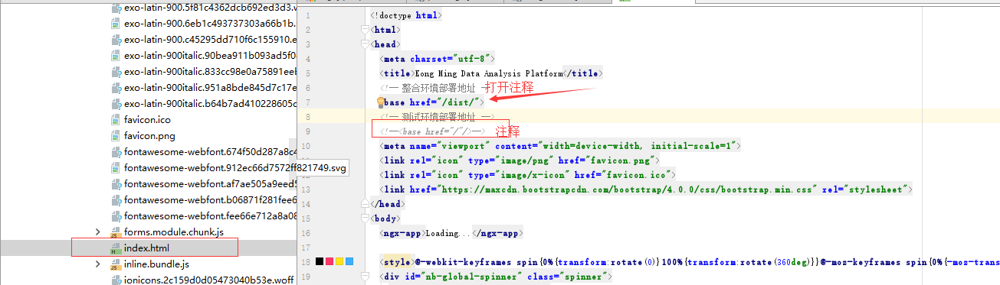 exo-latin-900.5f81c4362dcb692ed3d3.w
exo-latin-900.6eb1c493737303a66b1b.
exo-latin-900.c45295dd710f6c155910.e
exo-latin-900italic.90bea911b093ad5f0
exo-latin-900italic.833cc98e0a75891eeb
exo-latin-900italic.951a8bde845d7c17e
exo-latin-900italic.b64b7ad410228605c
favicon.ico
favicon.png
fontawesome-webfont.674f50d287a8c4
fontawesome-webfont.912ec66d7572ff821749.svg
fontawesome-webfont.af7ae505a9eed5
fontawesome-webfont.b06871f281fee6
fontawesome-webfont.fee66e712a8a08
forms.module.chunk.js
index.html
inline.bundle.js
ionicons.2c159d0d05473040b53e.woff
1 <!doctype html>
2 <html>
3 <head>
4 <meta charset="utf-8">
5 <title>Kong Ming Data Analysis Platform</title>
6 <!-- 整合环境部署地址 打开注释
7 base href="/dist/">
8 <!-- 测试环境部署地址 -->
9 <!--<base href="/"/>--> 注释
10 <meta name="viewport" content="width=device-width, initial-scale=1">
11 <link rel="icon" type="image/png" href="favicon.png">
12 <link rel="icon" type="image/x-icon" href="favicon.ico">
13 <link href="https://maxcdn.bootstrapcdn.com/bootstrap/4.0.0/css/bootstrap.min.css" rel="stylesheet">
14 </head>
15 <body>
16 <ngx-app>Loading...</ngx-app>
17
18 <style>@-webkit-keyframes spin{0%{transform:rotate(0)}100%{transform:rotate(360deg)}}@-moz-keyframes spin{0%{-moz-trans
19 <div id="nb-global-spinner" class="spinner">